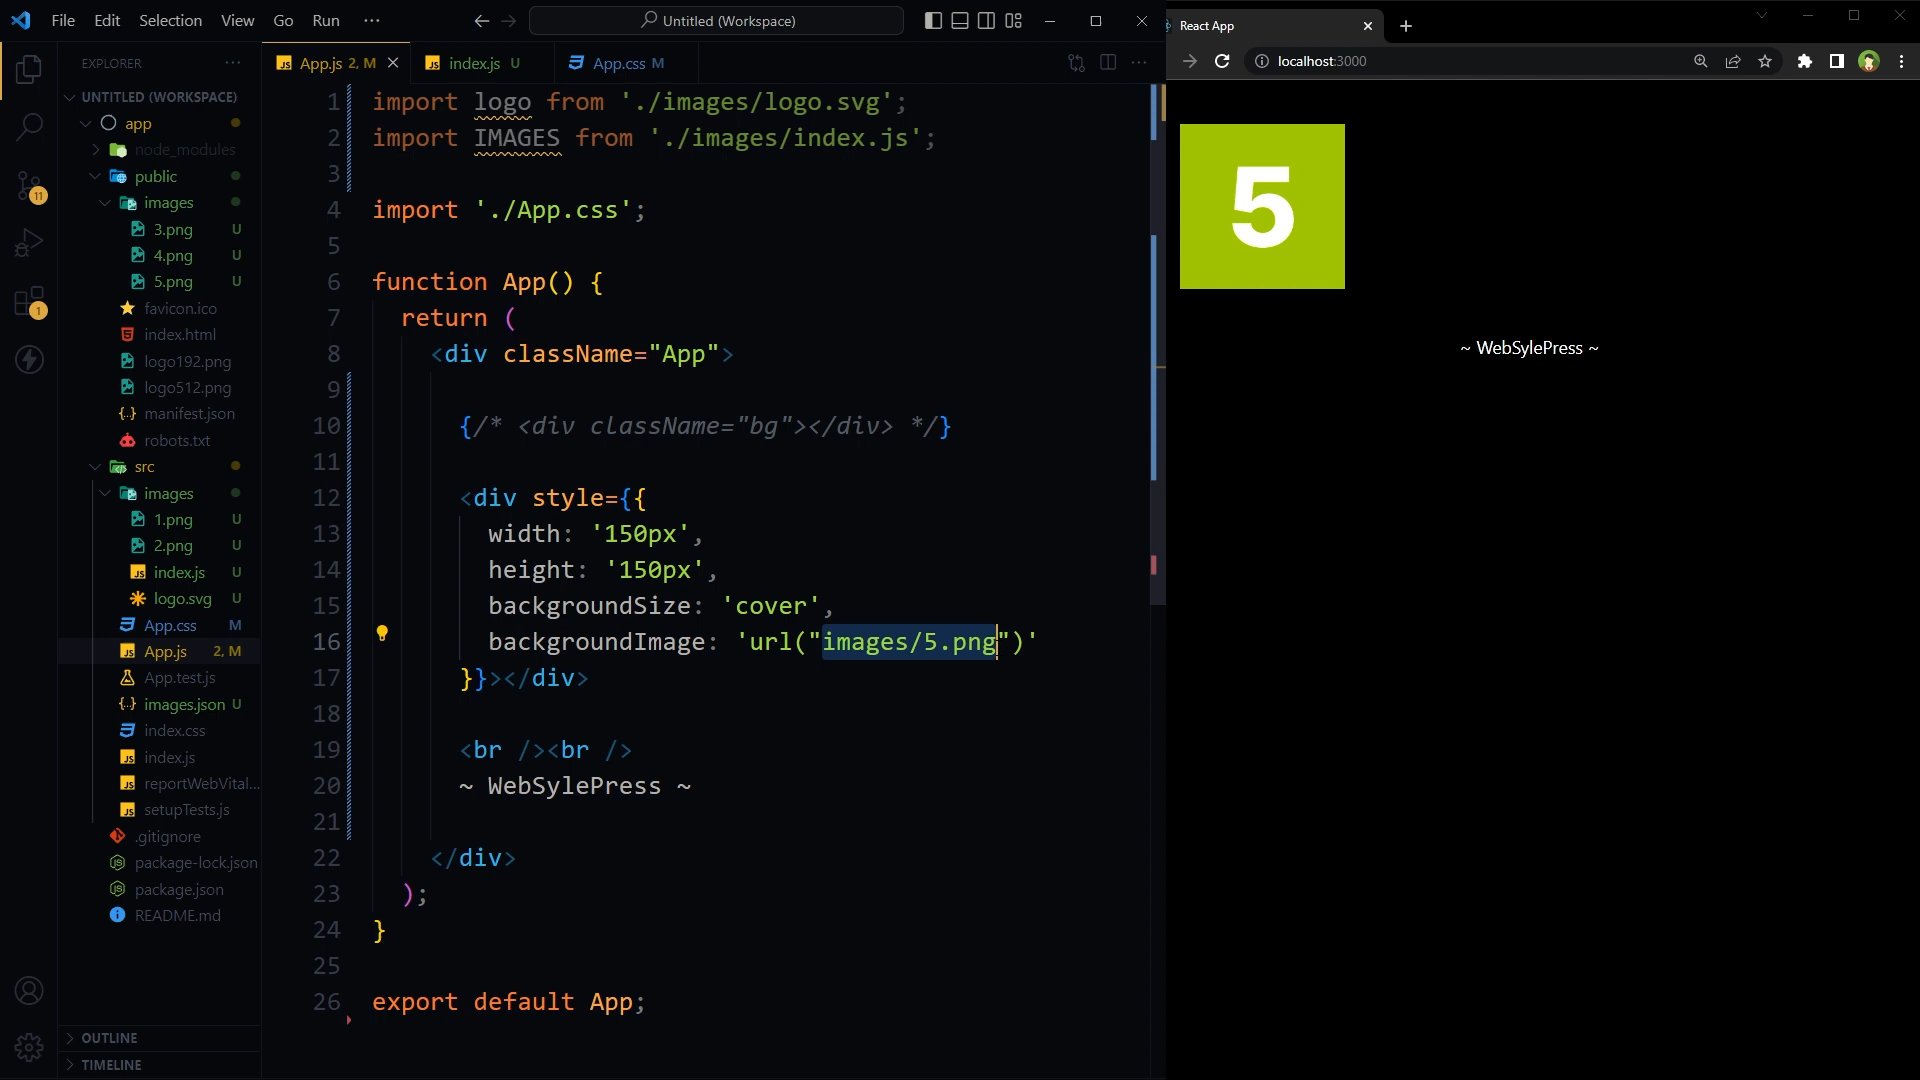 File Edit Selection View Go Run ···
Untitled (Workspace)
EXPLORER
UNTITLED (WORKSPACE)
app
node_modules
public
images
3.png U
4.png U
5.png U
favicon.ico
index.html
logo192.png
logo512.png
manifest.json
robots.txt
src
images
1.png U
2.png U
index.js U
logo.svg U
App.css M
App.js 2, M
App.test.js
images.json U
index.css
index.js
reportWebVital...
setupTests.js
.gitignore
package-lock.json
package.json
README.md
OUTLINE
TIMELINE
11
1
App.js 2, M
index.js U
App.css M
1 import logo from './images/logo.svg';
2 import IMAGES from './images/index.js';
3
4 import './App.css';
5
6 function App() {
7 return (
8 <div className="App">
9
10 {/* <div className="bg"></div> */}
11
12 <div style={{
13 width: '150px',
14 height: '150px',
15 backgroundSize: 'cover',
16 backgroundImage: 'url("images/5.png")'
17 }}></div>
18
19 <br /><br />
20 ~ WebSylePress ~
21
22 </div>
23 );
24 }
25
26 export default App;
React App
localhost:3000
5
~ WebSylePress ~